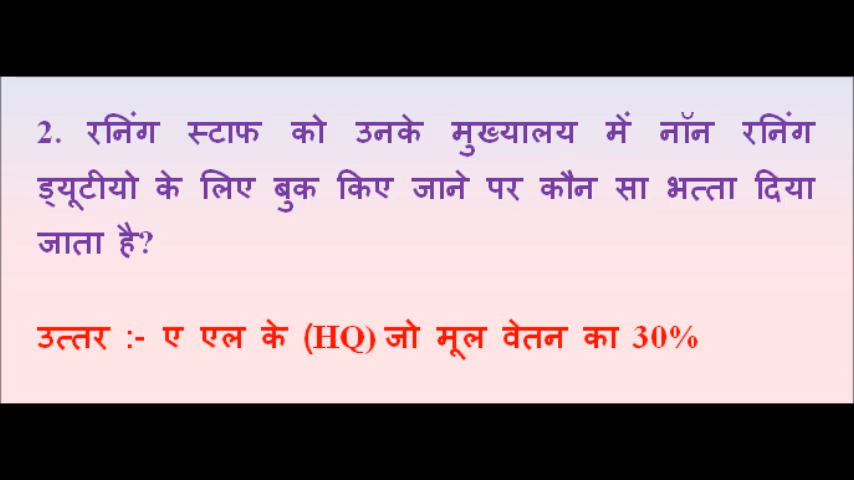 2. रनिंग स्टाफ को उनके मुख्यालय में नॉन रनिंग
ड्यूटीयो के लिए बुक किए जाने पर कौन सा भत्ता दिया
जाता है?
उत्तर :- ए एल के (HQ) जो मूल वेतन का 30%